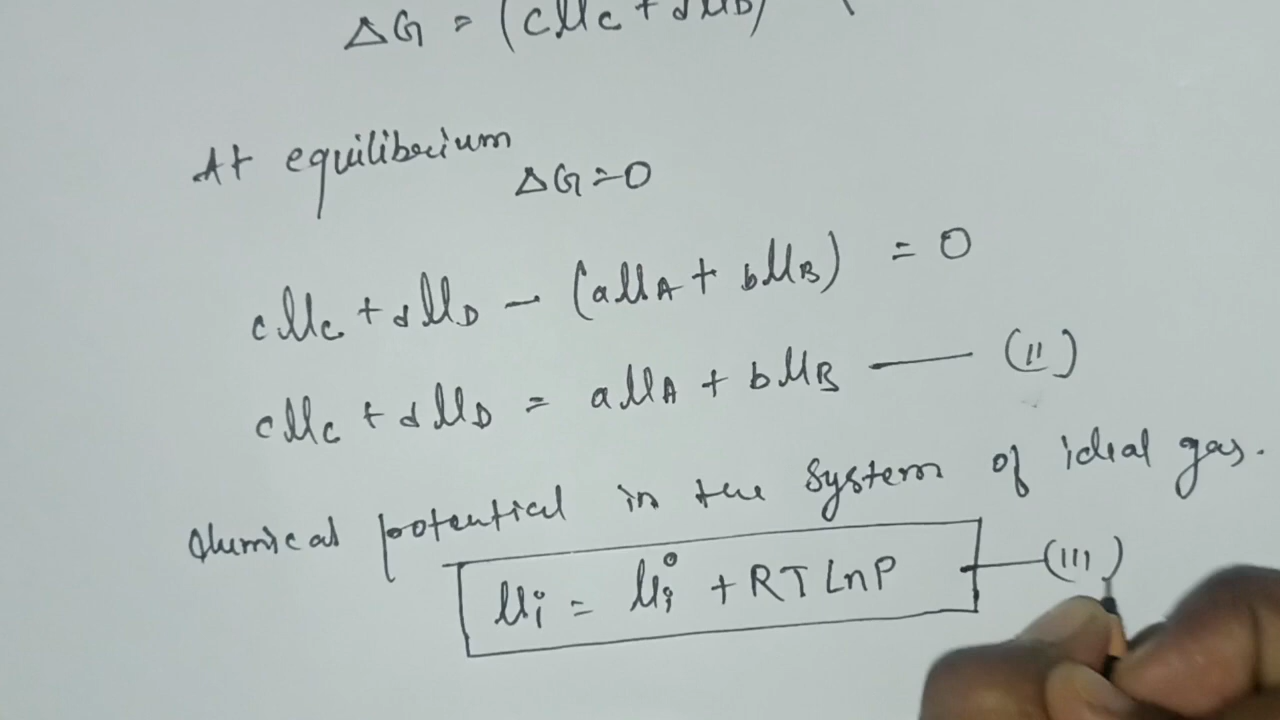 ΔG = (cμc + dμD) - (
At equilibrium
ΔG = 0
cμc + dμD - (aμA + bμB) = 0
cμc + dμD = aμA + bμB —— (II)
Chemical potential in the system of ideal gas.
μi = μi° + RT LnP —— (III)